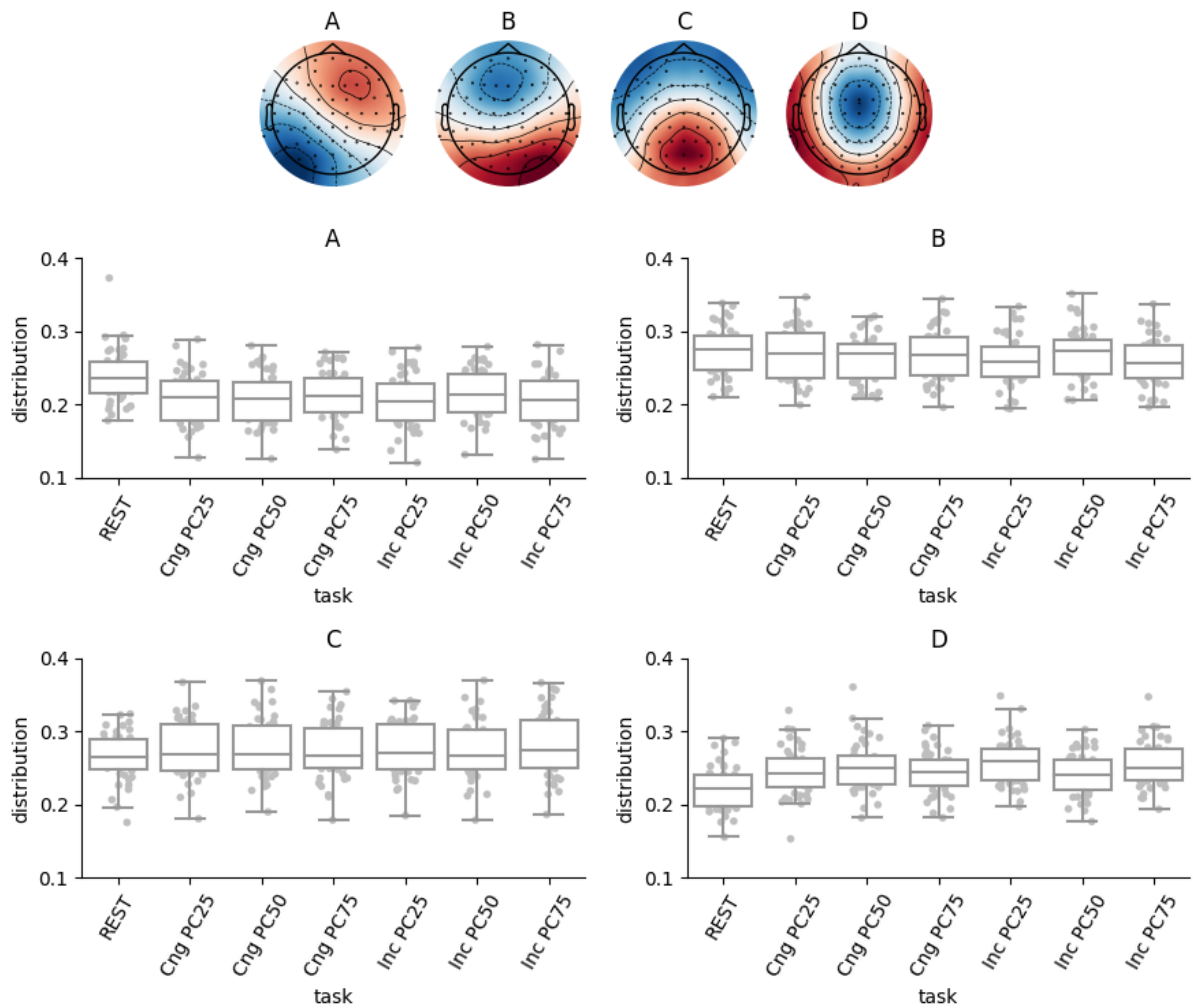 A B C D
A
0.4
0.3
0.2
0.1
distribution
REST
Cng PC25
Cng PC50
Cng PC75
Inc PC25
Inc PC50
Inc PC75
task
B
0.4
0.3
0.2
0.1
distribution
REST
Cng PC25
Cng PC50
Cng PC75
Inc PC25
Inc PC50
Inc PC75
task
C
0.4
0.3
0.2
0.1
distribution
REST
Cng PC25
Cng PC50
Cng PC75
Inc PC25
Inc PC50
Inc PC75
task
D
0.4
0.3
0.2
0.1
distribution
REST
Cng PC25
Cng PC50
Cng PC75
Inc PC25
Inc PC50
Inc PC75
task